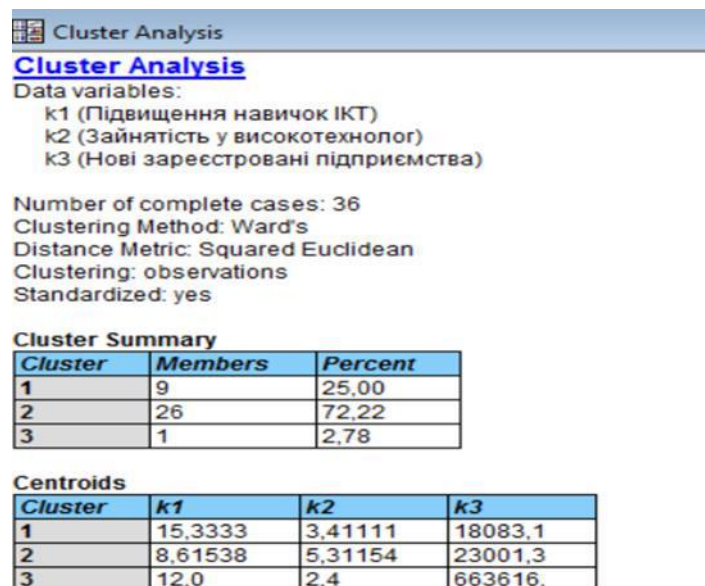 Cluster Analysis
Cluster Analysis
Data variables:
k1 (Підвищення навичок ІКТ)
k2 (Зайнятість у високотехнолог)
k3 (Нові зареєстровані підприємства)
Number of complete cases: 36
Clustering Method: Ward's
Distance Metric: Squared Euclidean
Clustering: observations
Standardized: yes
Cluster Summary
Cluster Members Percent
1 9 25,00
2 26 72,22
3 1 2,78
Centroids
Cluster k1 k2 k3
1 15,3333 3,41111 18083,1
2 8,61538 5,31154 23001,3
3 12,0 2,4 663616,